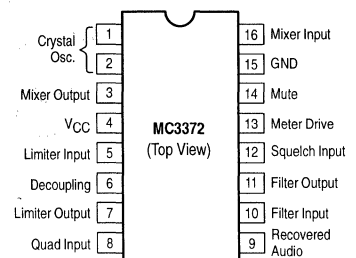 Crystal Osc.
1
2
Mixer Output 3
VCC 4
Limiter Input 5
Decoupling 6
Limiter Output 7
Quad Input 8
MC3372
(Top View)
16 Mixer Input
15 GND
14 Mute
13 Meter Drive
12 Squelch Input
11 Filter Output
10 Filter Input
9 Recovered
Audio